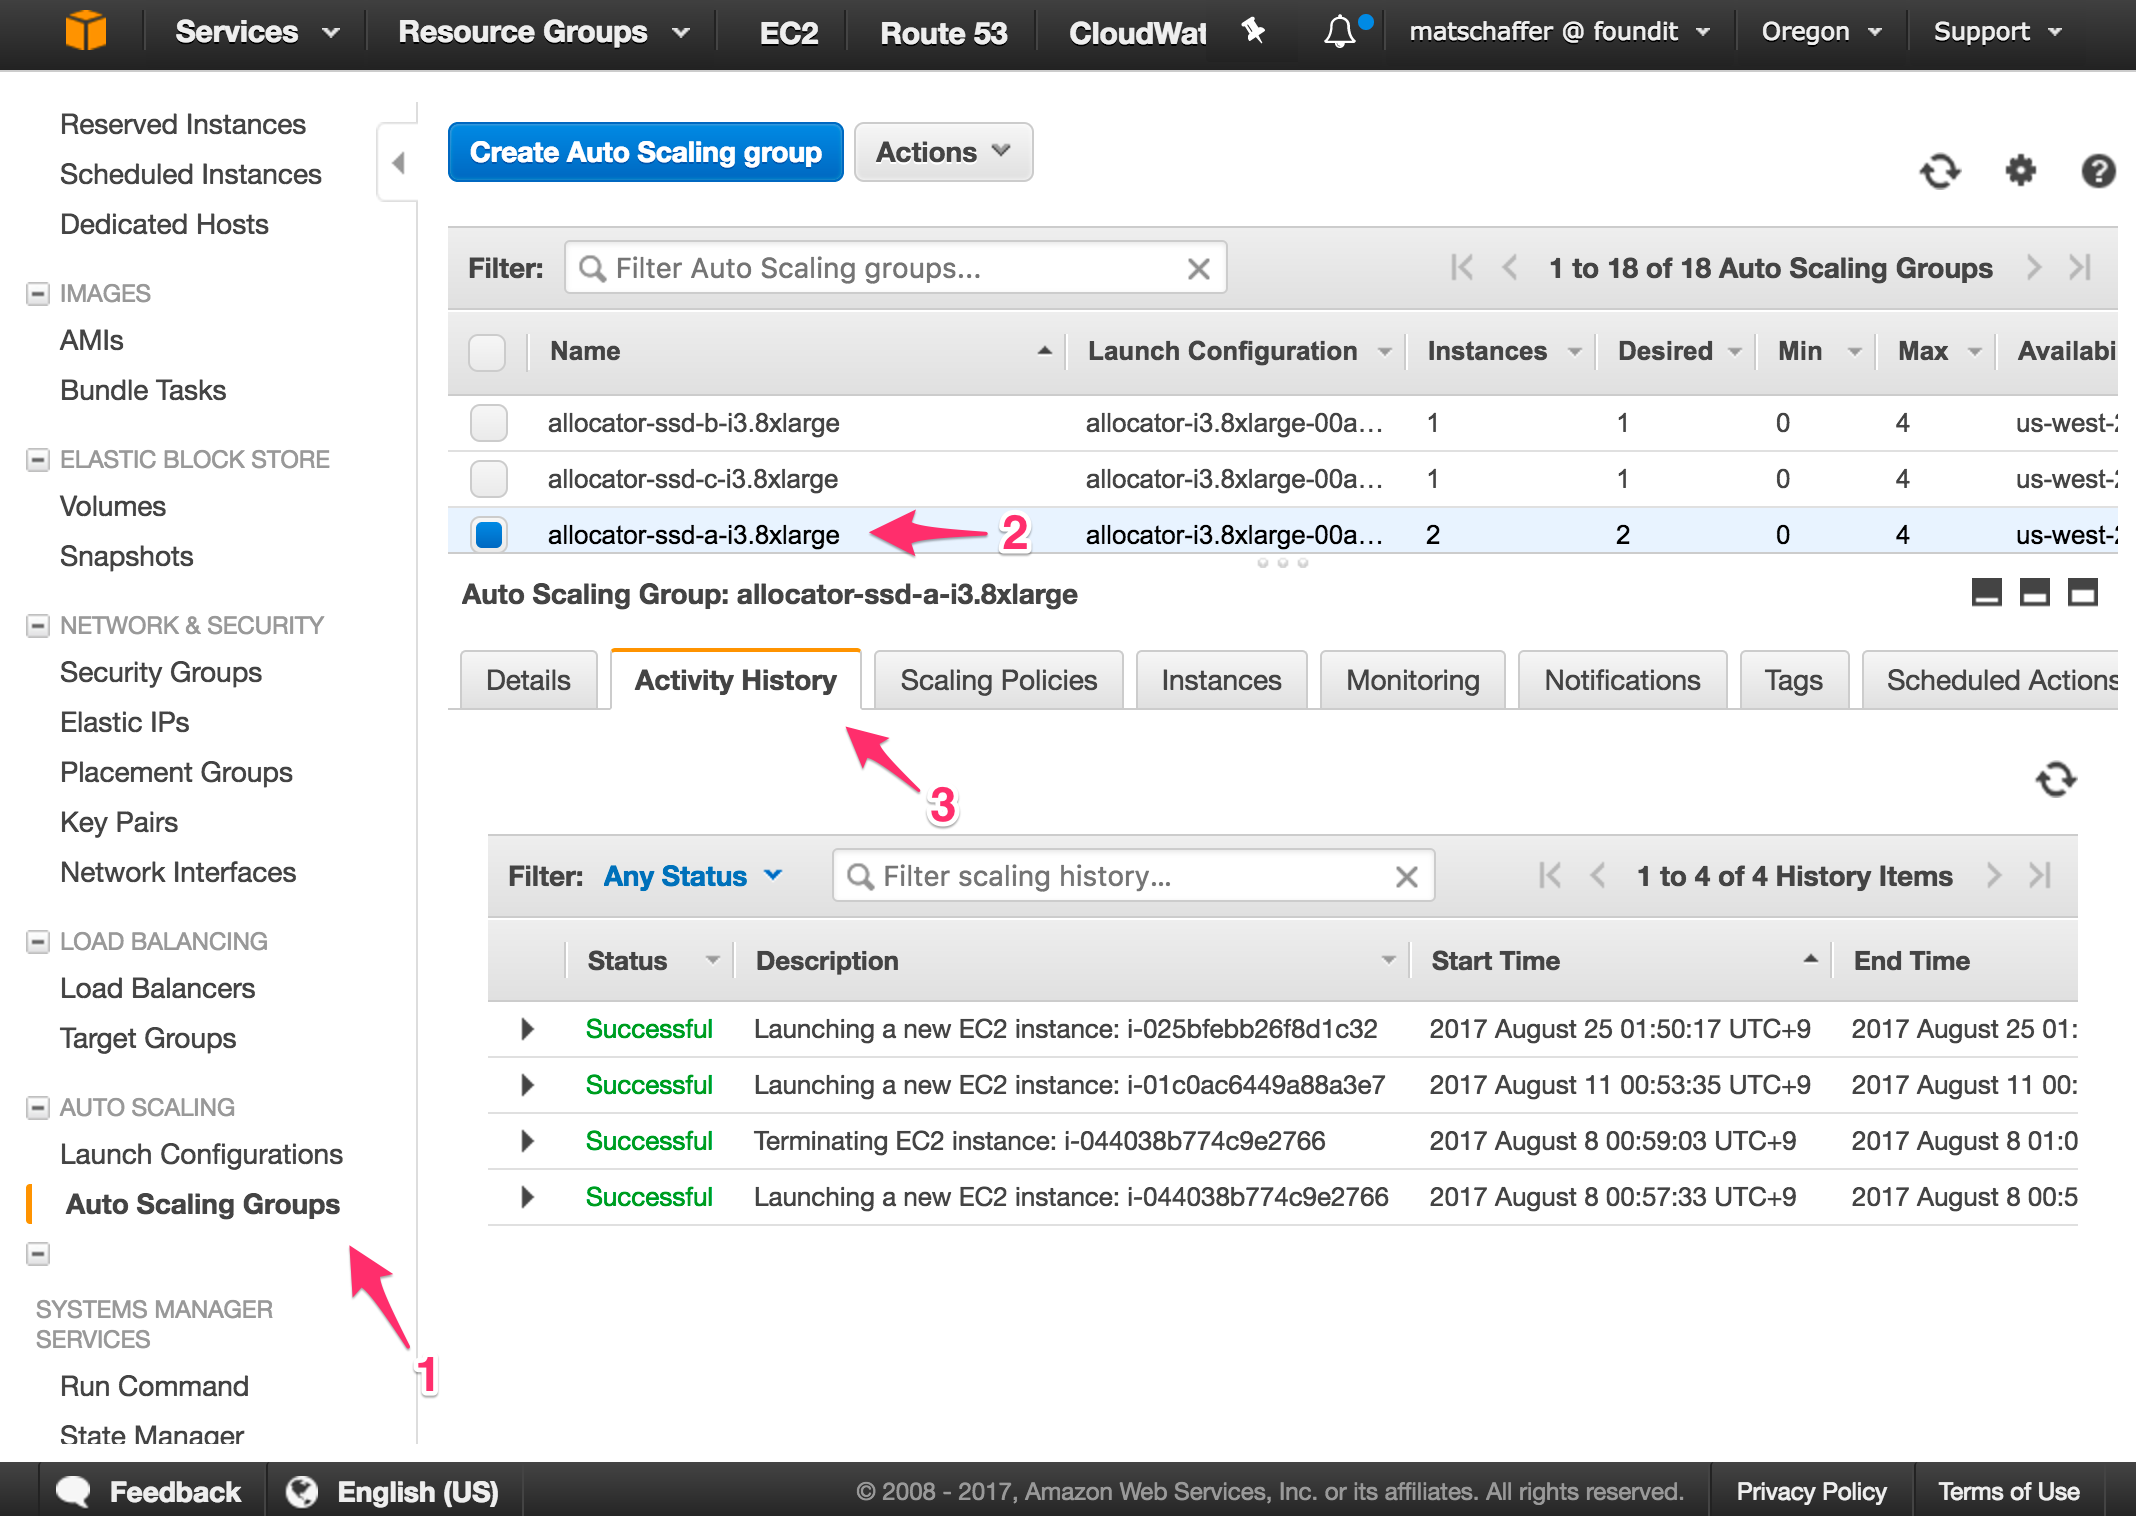 Services Resource Groups EC2 Route 53 CloudWat matschaffer @ foundit Oregon Support
Reserved Instances
Scheduled Instances
Dedicated Hosts
IMAGES
AMIs
Bundle Tasks
ELASTIC BLOCK STORE
Volumes
Snapshots
NETWORK & SECURITY
Security Groups
Elastic IPs
Placement Groups
Key Pairs
Network Interfaces
LOAD BALANCING
Load Balancers
Target Groups
AUTO SCALING
Launch Configurations
Auto Scaling Groups
1
SYSTEMS MANAGER
SERVICES
Run Command
State Manager
Create Auto Scaling group Actions
Filter: Filter Auto Scaling groups... 1 to 18 of 18 Auto Scaling Groups
Name Launch Configuration Instances Desired Min Max Availabi
allocator-ssd-b-i3.8xlarge allocator-i3.8xlarge-00a... 1 1 0 4 us-west-2
allocator-ssd-c-i3.8xlarge allocator-i3.8xlarge-00a... 1 1 0 4 us-west-2
allocator-ssd-a-i3.8xlarge 2 allocator-i3.8xlarge-00a... 2 2 0 4 us-west-2
Auto Scaling Group: allocator-ssd-a-i3.8xlarge
Details Activity History Scaling Policies Instances Monitoring Notifications Tags Scheduled Actions
3
Filter: Any Status Filter scaling history... 1 to 4 of 4 History Items
Status Description Start Time End Time
Successful Launching a new EC2 instance: i-025bfebb26f8d1c32 2017 August 25 01:50:17 UTC+9 2017 August 25 01:
Successful Launching a new EC2 instance: i-01c0ac6449a88a3e7 2017 August 11 00:53:35 UTC+9 2017 August 11 00:
Successful Terminating EC2 instance: i-044038b774c9e2766 2017 August 8 00:59:03 UTC+9 2017 August 8 01:0
Successful Launching a new EC2 instance: i-044038b774c9e2766 2017 August 8 00:57:33 UTC+9 2017 August 8 00:5
Feedback English (US) © 2008 - 2017, Amazon Web Services, Inc. or its affiliates. All rights reserved. Privacy Policy Terms of Use